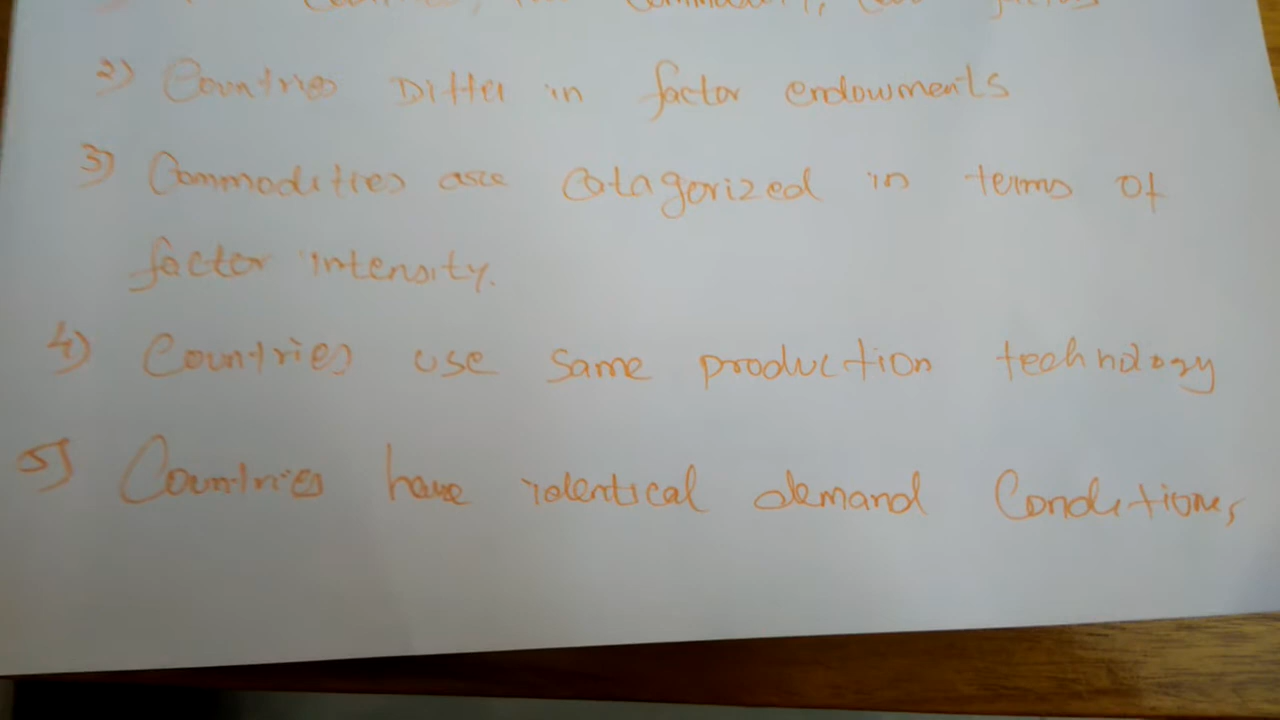 2) Countries Differ in factor endowments
3) Commodities are Catagorized in terms of
factor intensity.
4) Countries use same production technology
5) Countries have identical demand Conditions,